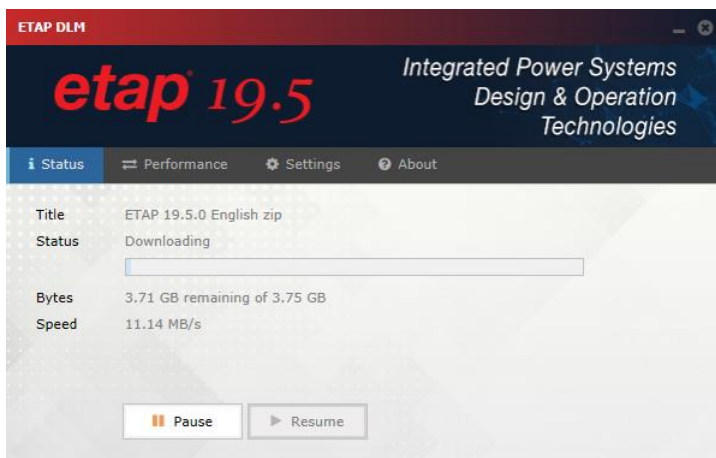 ETAP DLM
etap 19.5
Integrated Power Systems
Design & Operation
Technologies
Status Performance Settings About
Title ETAP 19.5.0 English zip
Status Downloading
Bytes 3.71 GB remaining of 3.75 GB
Speed 11.14 MB/s
Pause Resume